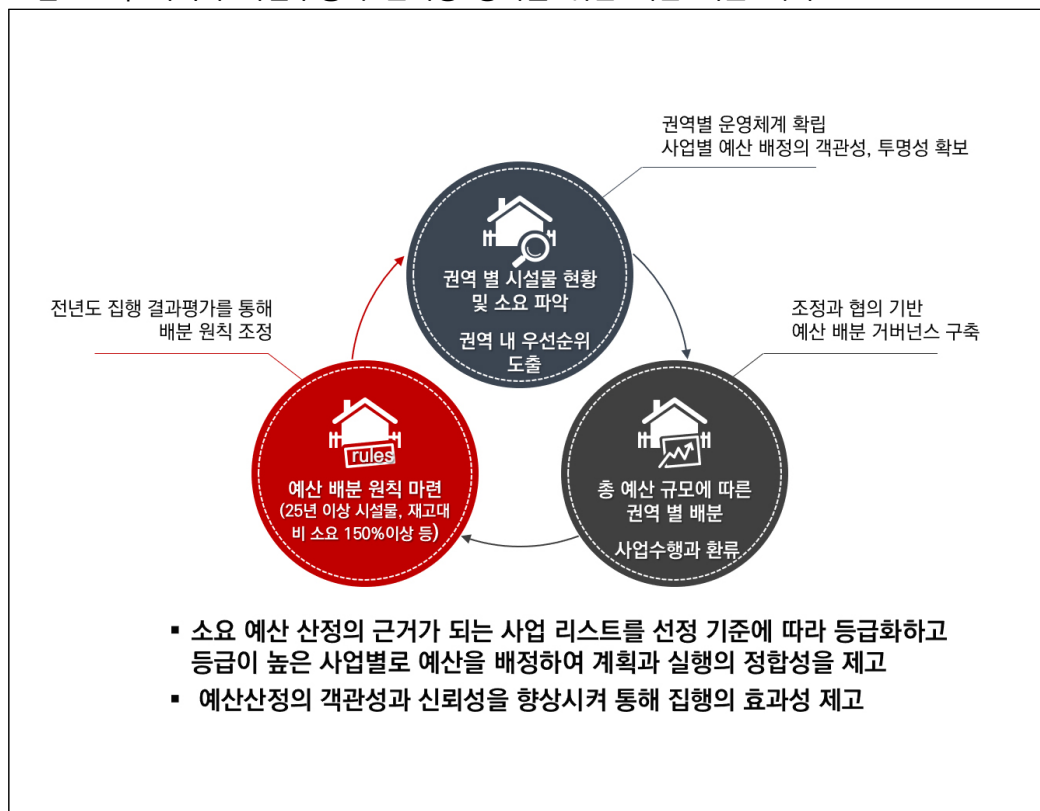 권역별 운영체계 확립
사업별 예산 배정의 객관성, 투명성 확보
권역 별 시설물 현황
및 소요 파악
권역 내 우선순위
도출
전년도 집행 결과평가를 통해
배분 원칙 조정
조정과 협의 기반
예산 배분 거버넌스 구축
rules
예산 배분 원칙 마련
(25년 이상 시설물, 재고대
비 소요 150%이상 등)
총 예산 규모에 따른
권역 별 배분
사업수행과 환류
▪ 소요 예산 산정의 근거가 되는 사업 리스트를 선정 기준에 따라 등급화하고
등급이 높은 사업별로 예산을 배정하여 계획과 실행의 정합성을 제고
▪ 예산산정의 객관성과 신뢰성을 향상시켜 통해 집행의 효과성 제고